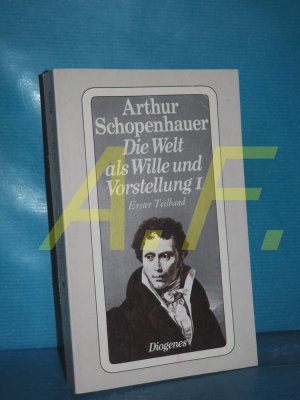 Arthur
Schopenhauer
Die Welt
als Wille und
Vorstellung I
Erster Teilband
Diogenes
A.F.